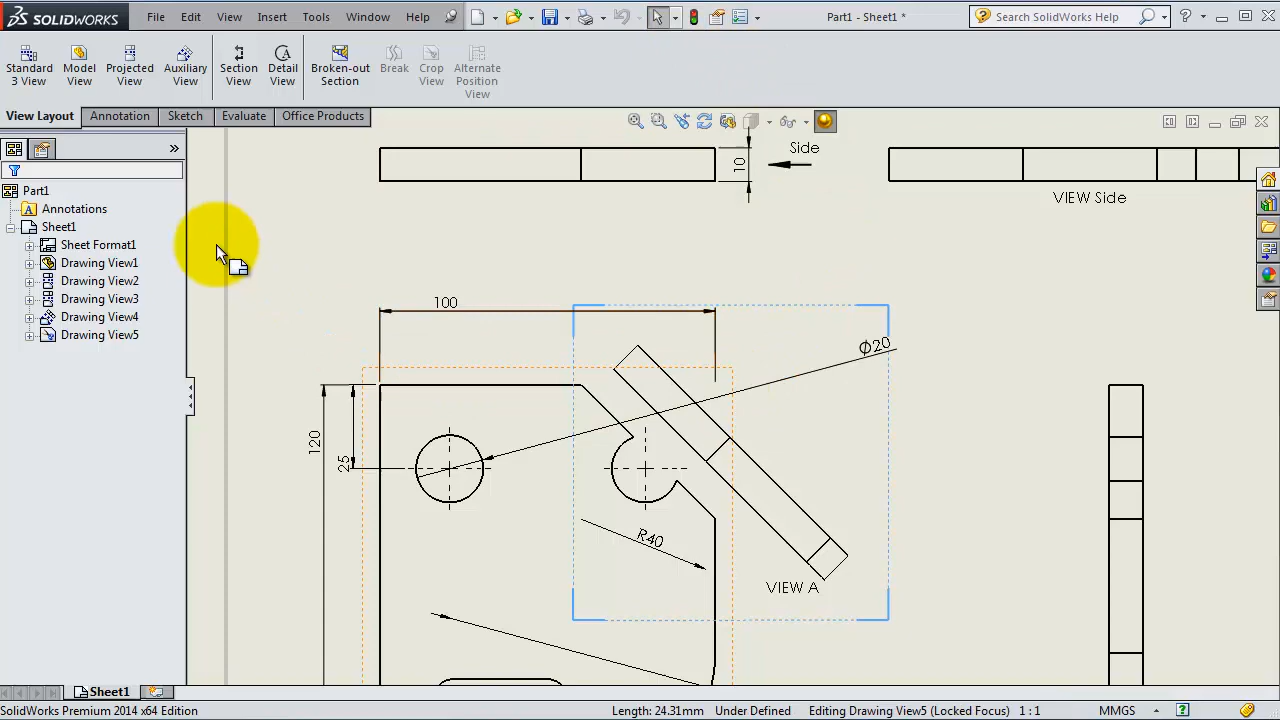 SOLIDWORKS File Edit View Insert Tools Window Help Part1 - Sheet1 * Search SolidWorks Help
Standard 3 View
Model View
Projected View
Auxiliary View
Section View
Detail View
Broken-out Section
Break
Crop View
Alternate Position View
View Layout Annotation Sketch Evaluate Office Products
Part1
Annotations
Sheet1
Sheet Format1
Drawing View1
Drawing View2
Drawing View3
Drawing View4
Drawing View5
Side
10
VIEW Side
100
ϕ20
120
25
R40
VIEW A
Sheet1
SolidWorks Premium 2014 x64 Edition Length: 24.31mm Under Defined Editing Drawing View5 (Locked Focus) 1 : 1 MMGS